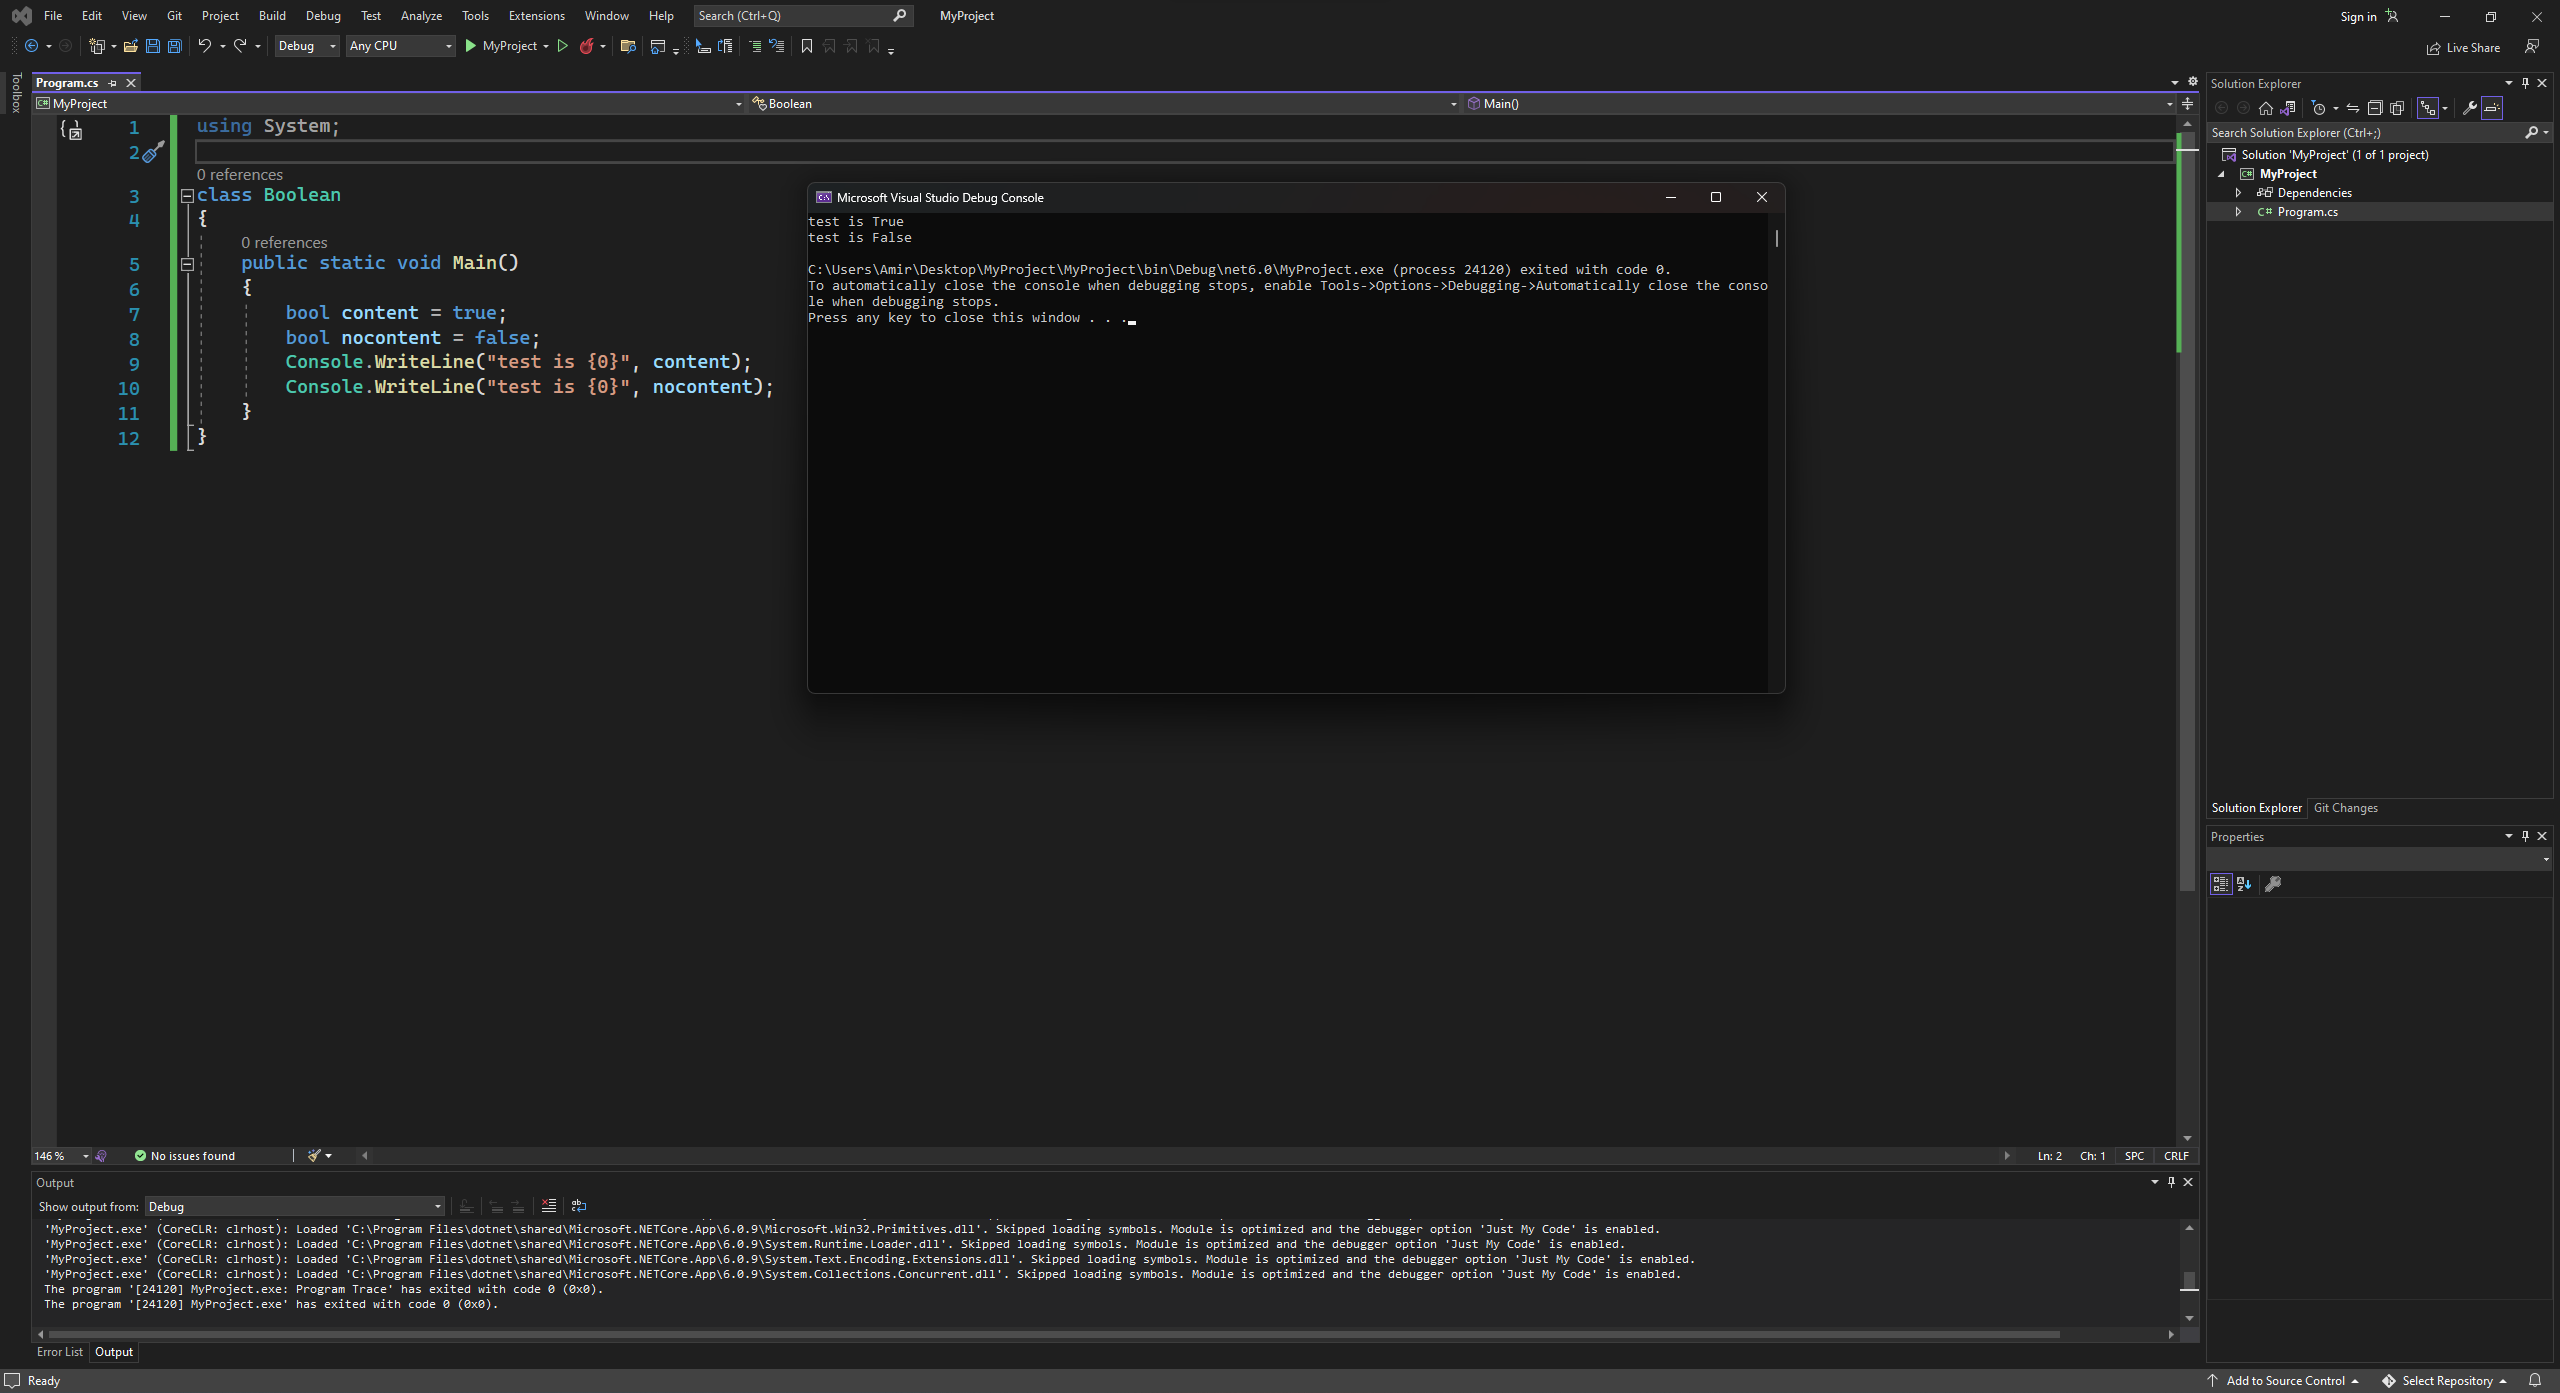 File Edit View Git Project Build Debug Test Analyze Tools Extensions Window Help Search (Ctrl+Q) MyProject Sign in
Debug Any CPU MyProject Live Share
Toolbox
Program.cs
MyProject Boolean Main()
1 using System;
2
0 references
3 class Boolean
4 {
0 references
5 public static void Main()
6 {
7 bool content = true;
8 bool nocontent = false;
9 Console.WriteLine("test is {0}", content);
10 Console.WriteLine("test is {0}", nocontent);
11 }
12 }
Microsoft Visual Studio Debug Console
test is True
test is False
C:\Users\Amir\Desktop\MyProject\MyProject\bin\Debug\net6.0\MyProject.exe (process 24120) exited with code 0.
To automatically close the console when debugging stops, enable Tools->Options->Debugging->Automatically close the conso
le when debugging stops.
Press any key to close this window . . .
Solution Explorer
Search Solution Explorer (Ctrl+;)
Solution 'MyProject' (1 of 1 project)
C# MyProject
Dependencies
C# Program.cs
Solution Explorer Git Changes
Properties
146 % No issues found Ln: 2 Ch: 1 SPC CRLF
Output
Show output from: Debug
'MyProject.exe' (CoreCLR: clrhost): Loaded 'C:\Program Files\dotnet\shared\Microsoft.NETCore.App\6.0.9\Microsoft.Win32.Primitives.dll'. Skipped loading symbols. Module is optimized and the debugger option 'Just My Code' is enabled.
'MyProject.exe' (CoreCLR: clrhost): Loaded 'C:\Program Files\dotnet\shared\Microsoft.NETCore.App\6.0.9\System.Runtime.Loader.dll'. Skipped loading symbols. Module is optimized and the debugger option 'Just My Code' is enabled.
'MyProject.exe' (CoreCLR: clrhost): Loaded 'C:\Program Files\dotnet\shared\Microsoft.NETCore.App\6.0.9\System.Text.Encoding.Extensions.dll'. Skipped loading symbols. Module is optimized and the debugger option 'Just My Code' is enabled.
'MyProject.exe' (CoreCLR: clrhost): Loaded 'C:\Program Files\dotnet\shared\Microsoft.NETCore.App\6.0.9\System.Collections.Concurrent.dll'. Skipped loading symbols. Module is optimized and the debugger option 'Just My Code' is enabled.
The program '[24120] MyProject.exe: Program Trace' has exited with code 0 (0x0).
The program '[24120] MyProject.exe' has exited with code 0 (0x0).
Error List Output
Ready Add to Source Control Select Repository